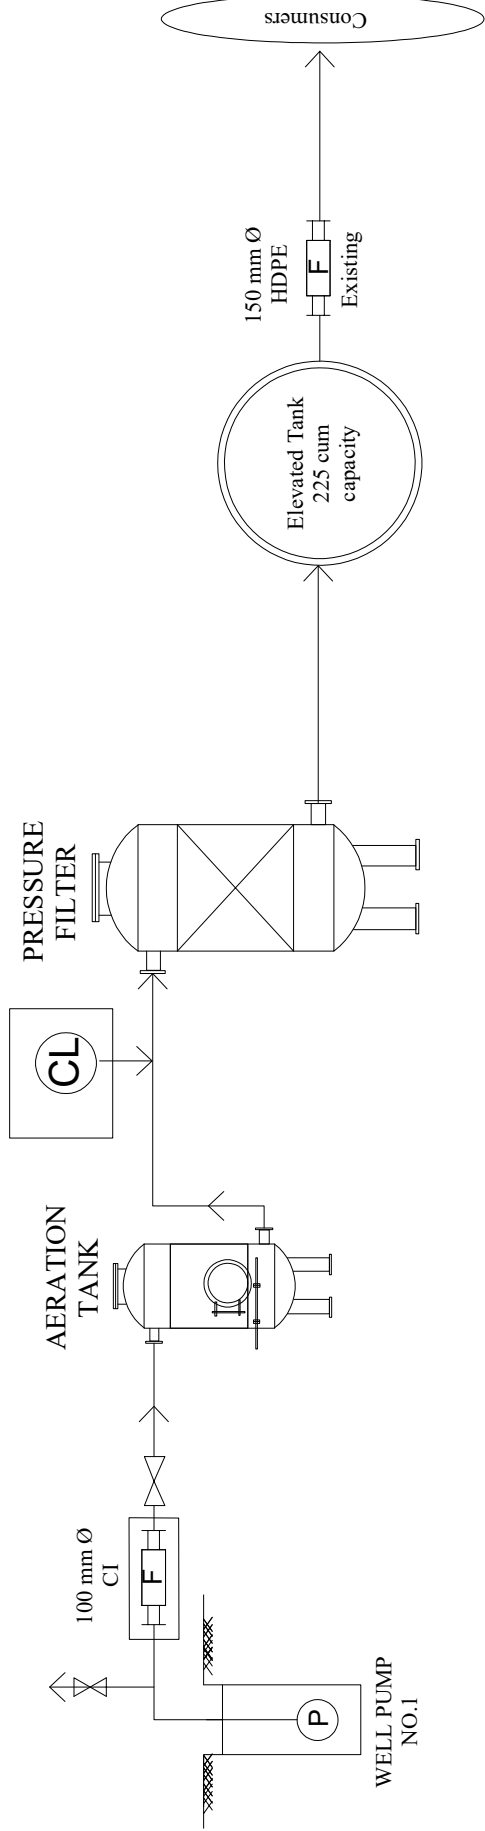 WELL PUMP
NO.1
P
100 mm Ø
CI
F
AERATION
TANK
CL
PRESSURE
FILTER
Elevated Tank
225 cum
capacity
150 mm Ø
HDPE
F
Existing
Consumers